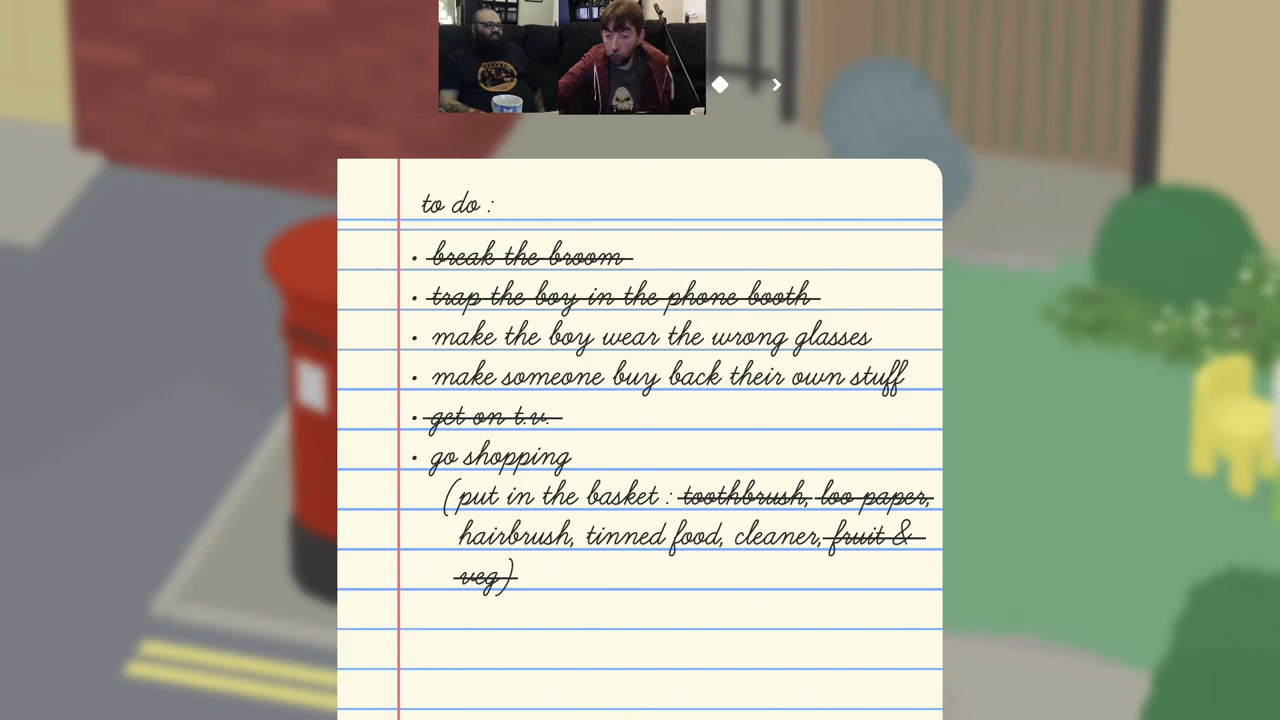 to do :
• break the broom
• trap the boy in the phone booth
• make the boy wear the wrong glasses
• make someone buy back their own stuff
• get on t.v.
• go shopping
(put in the basket : toothbrush, loo paper,
hairbrush, tinned food, cleaner, fruit &
veg)